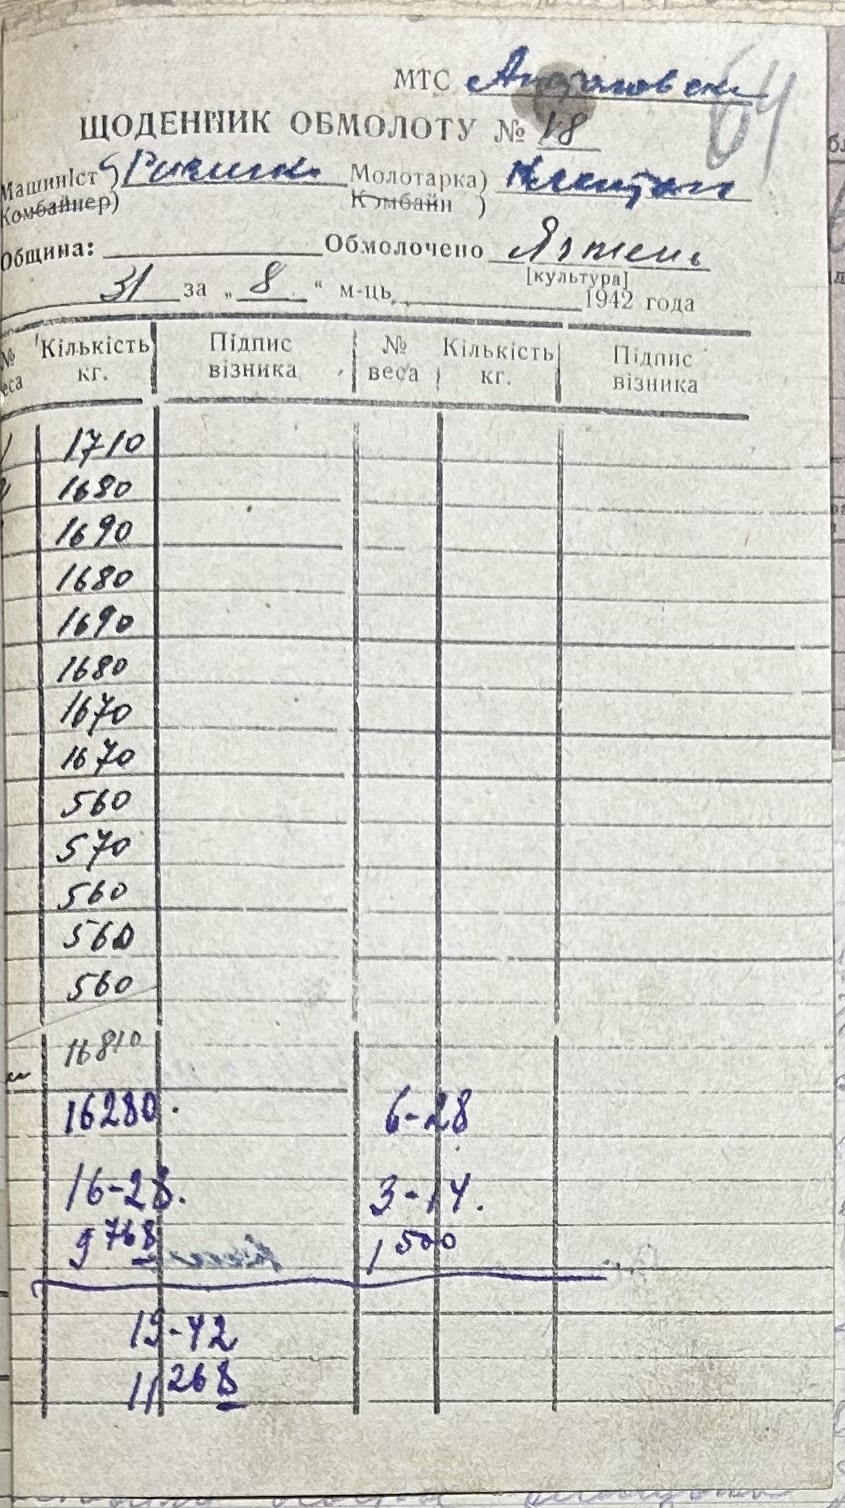 МТС
64
ЩОДЕННИК ОБМОЛОТУ № 18
Машиніст) Молотарка)
Комбайнер) Комбайн )
Община: Обмолочено Язмень
[культура]
31 за „ 8 “ м-ць 1942 года
№ веса Кількість кг. Підпис візника № веса Кількість кг. Підпис візника
1710
1680
1690
1680
1690
1680
1670
1670
560
570
560
560
560
16810
16280. 6-28
16-28. 3-14.
9768 1500
19-42
11268